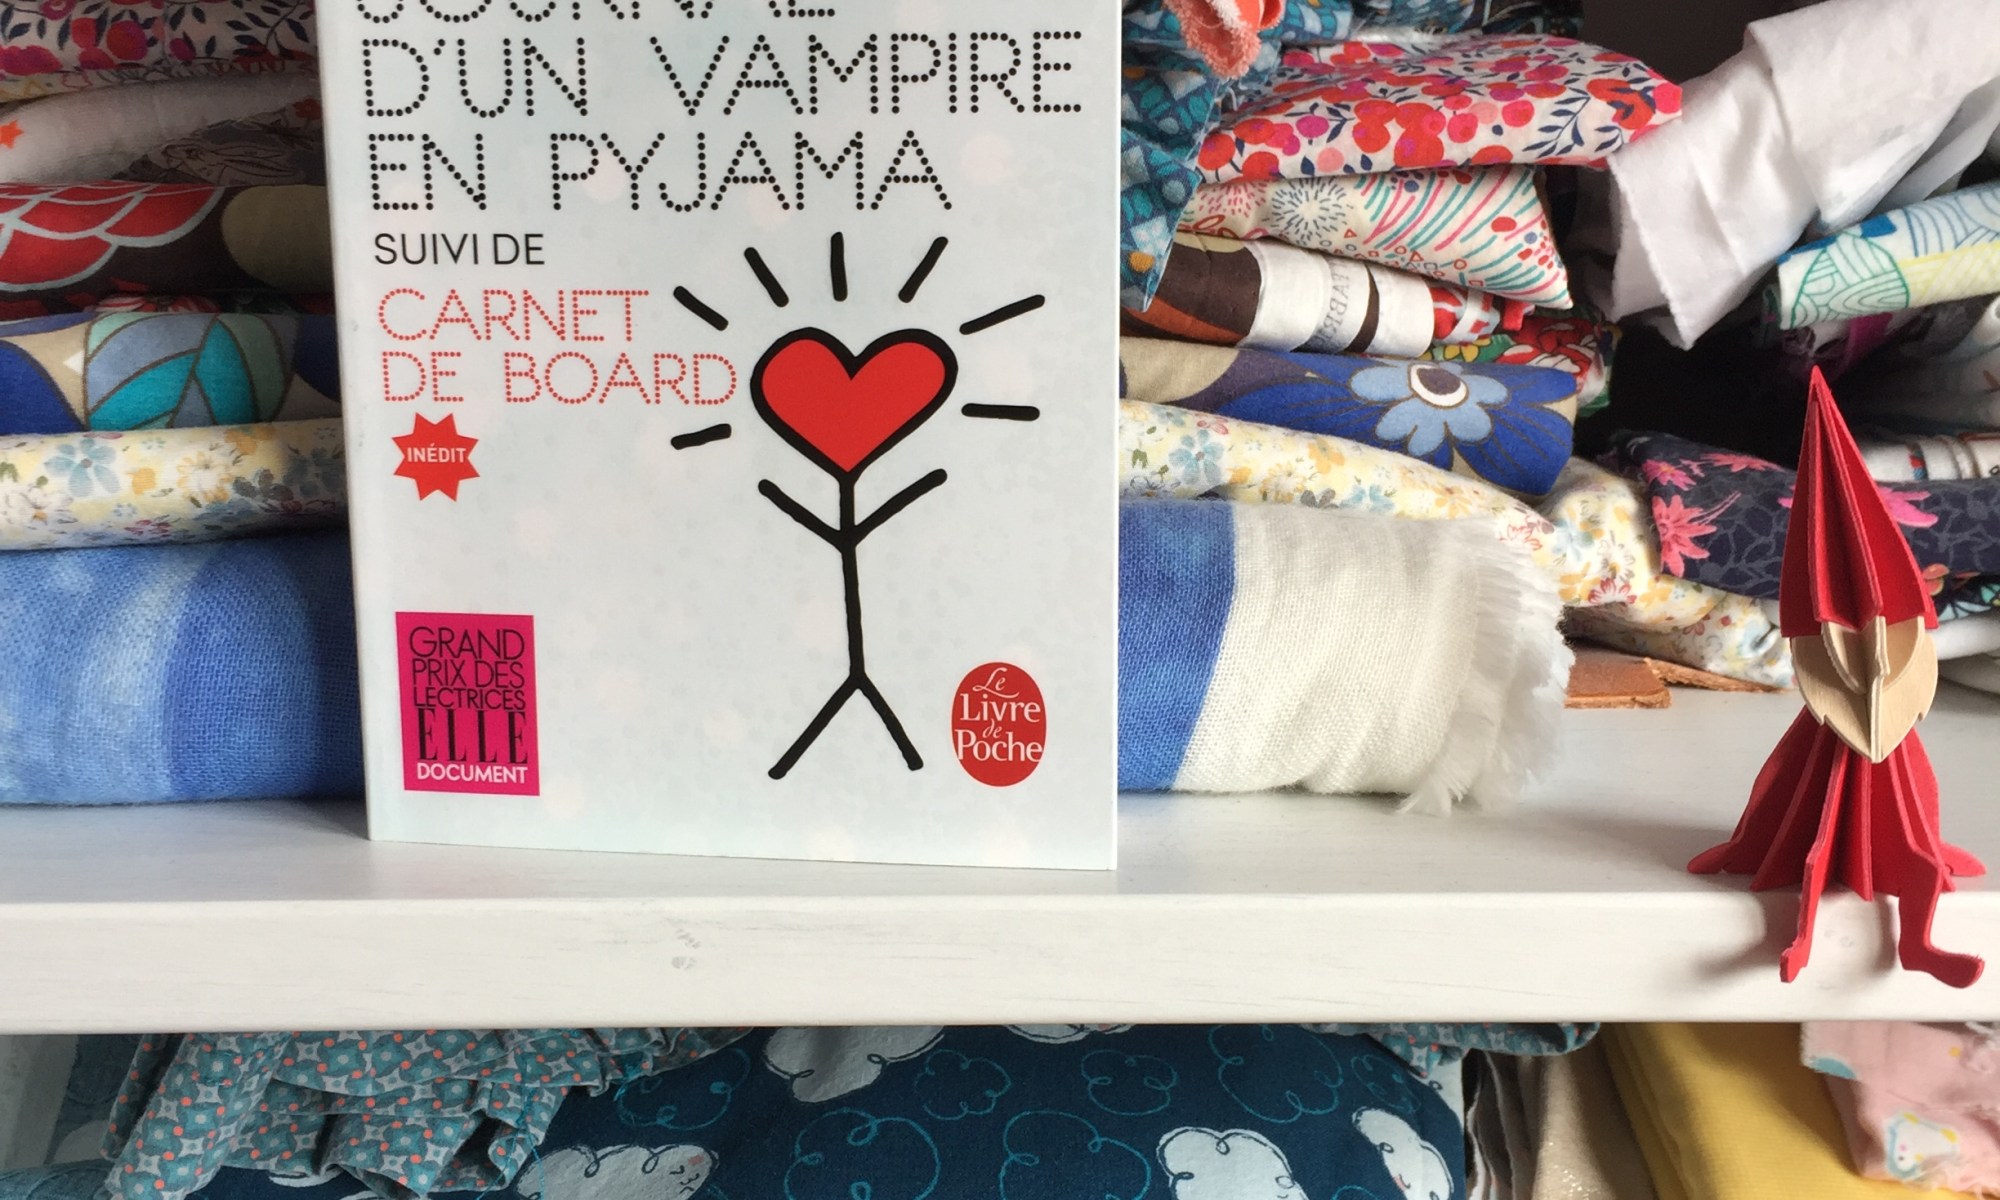 JOURNAL
D'UN VAMPIRE
EN PYJAMA
SUIVI DE
CARNET
DE BOARD
INÉDIT
GRAND
PRIX DES
LECTRICES
ELLE
DOCUMENT
Le
Livre
de
Poche